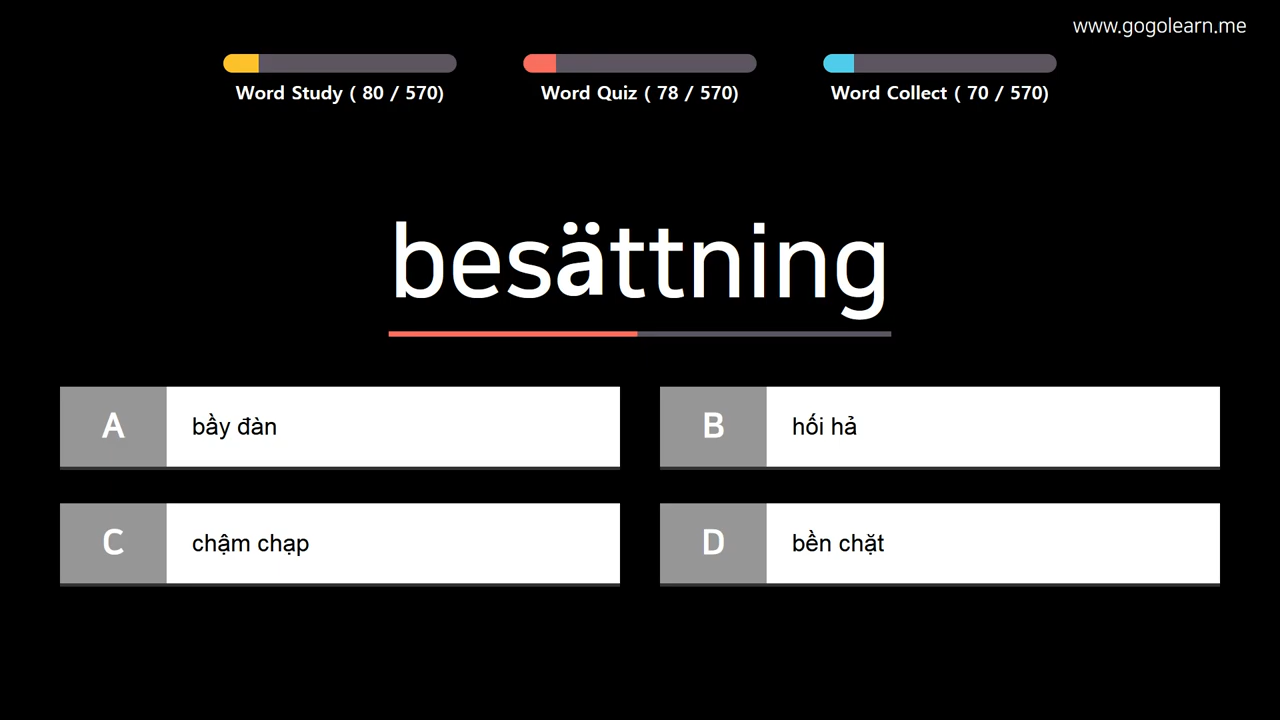 www.gogolearn.me
Word Study ( 80 / 570)
Word Quiz ( 78 / 570)
Word Collect ( 70 / 570)
besättning
A bầy đàn
B hối hả
C chậm chạp
D bền chặt